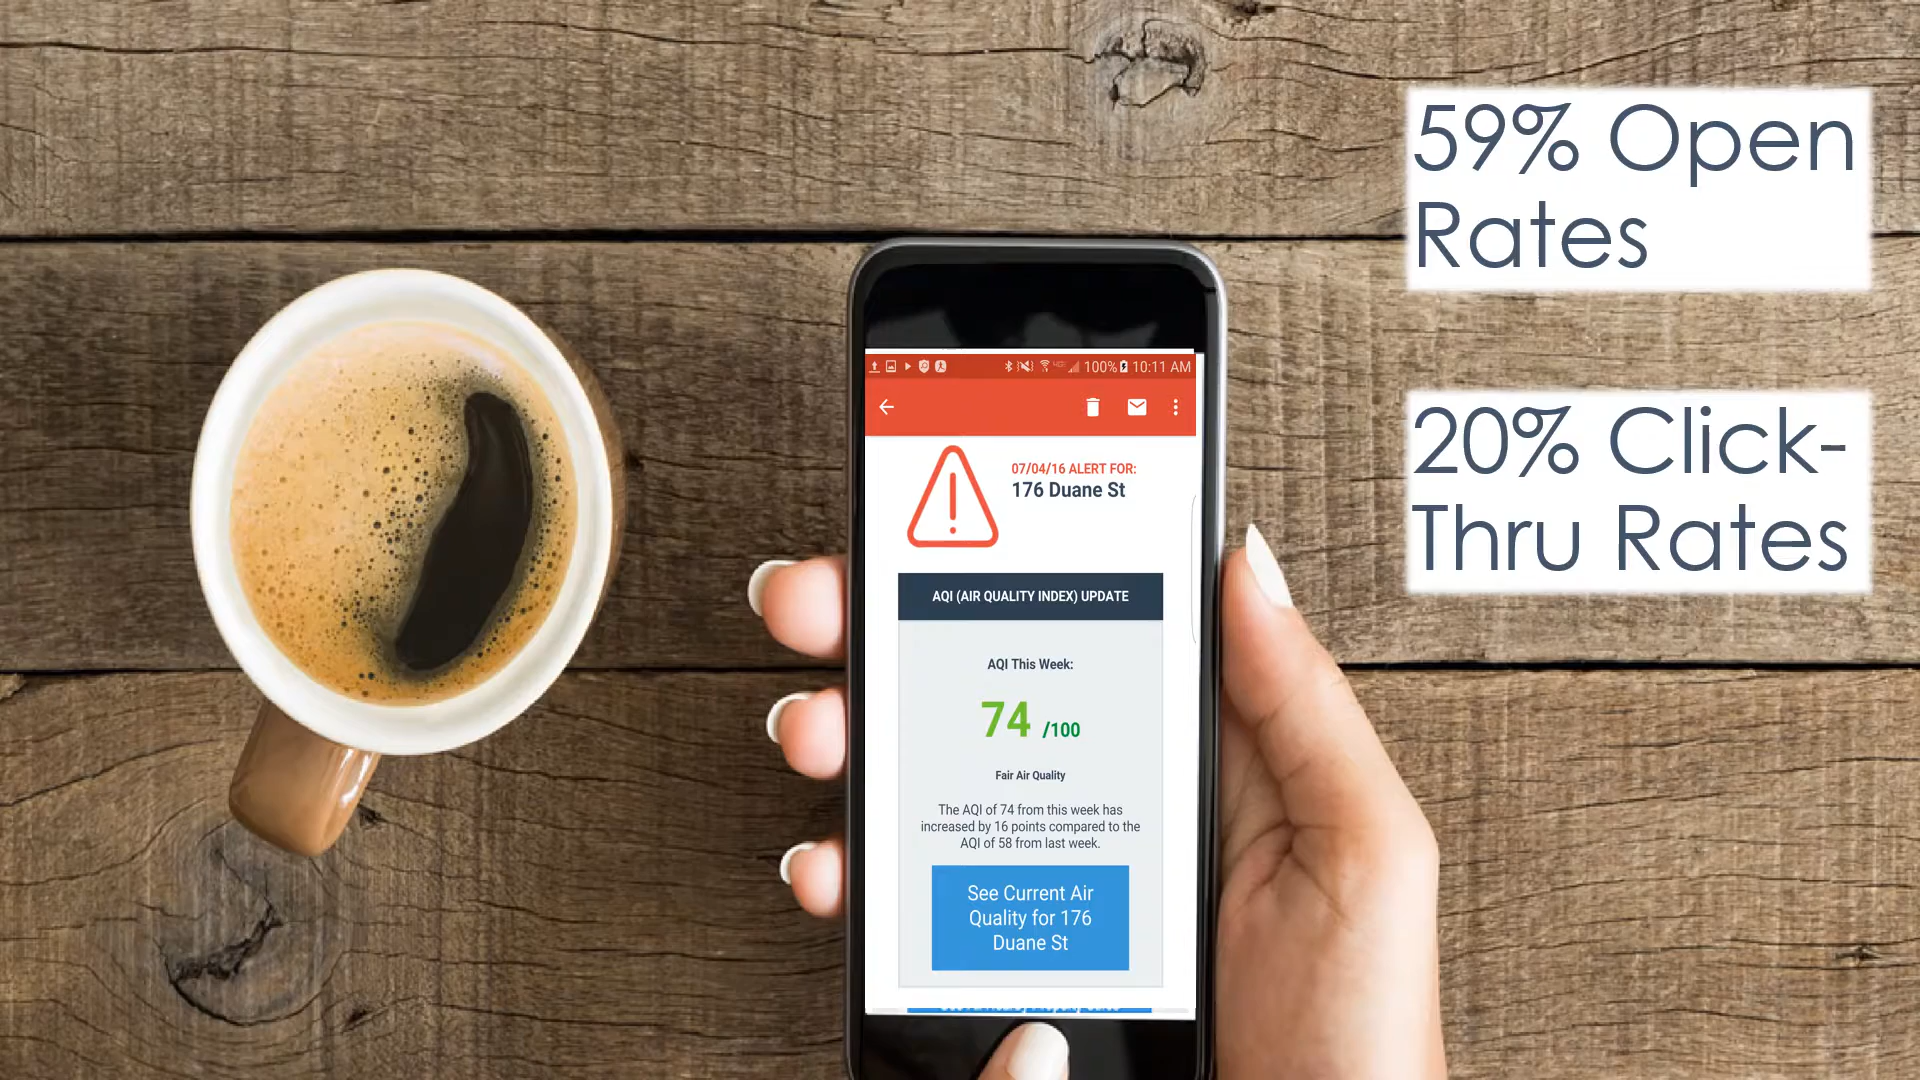 59% Open
Rates
20% Click-
Thru Rates
100% 10:11 AM
07/04/16 ALERT FOR:
176 Duane St
AQI (AIR QUALITY INDEX) UPDATE
AQI This Week:
74 /100
Fair Air Quality
The AQI of 74 from this week has
increased by 16 points compared to the
AQI of 58 from last week.
See Current Air
Quality for 176
Duane St